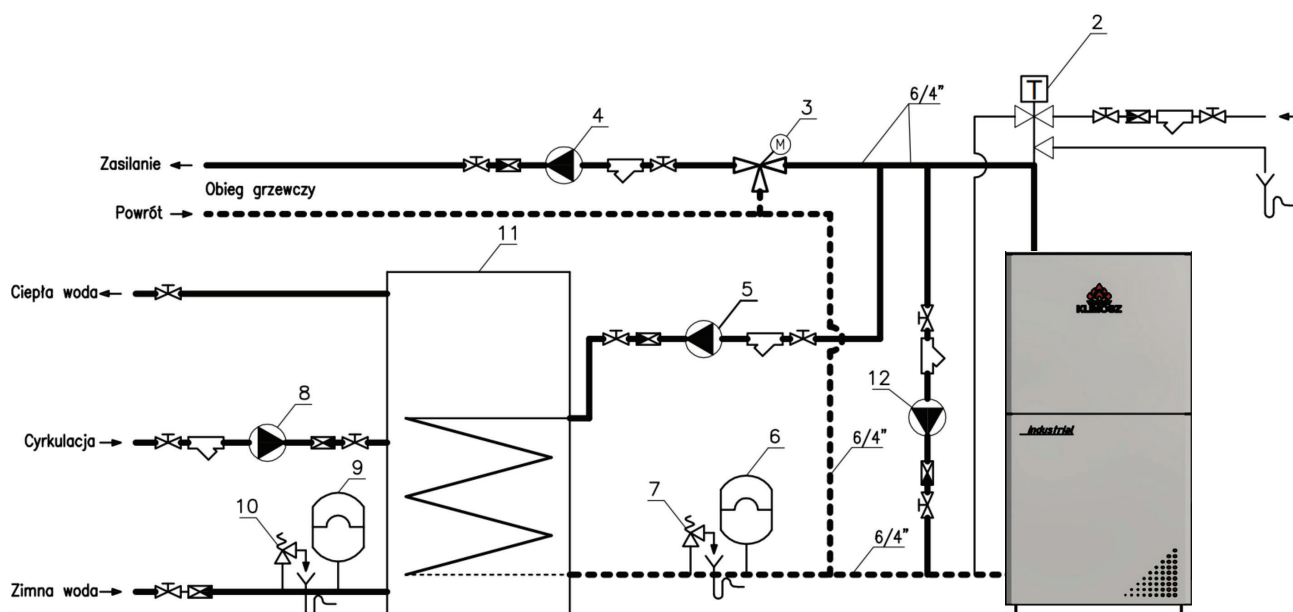 2
T
3
4
M
6/4"
Zasilanie
Obieg grzewczy
Powrót
11
Ciepła woda
5
KLIMOSZ
8
12
Industrial
Cyrkulacja
6
9
7
6/4"
10
6/4"
Zimna woda